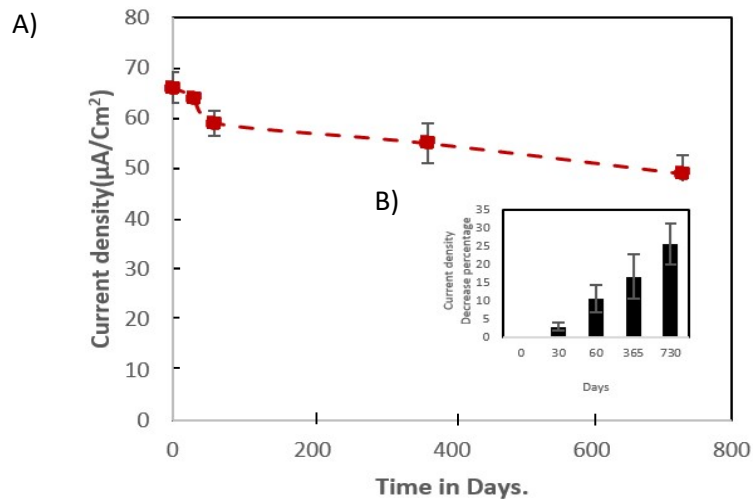 A)
Current density(µA/Cm²)
80
70
60
50
40
30
20
10
0
0 200 400 600 800
Time in Days.
B)
Current density
Decrease percentage
35
30
25
20
15
10
5
0
0 30 60 365 730
Days